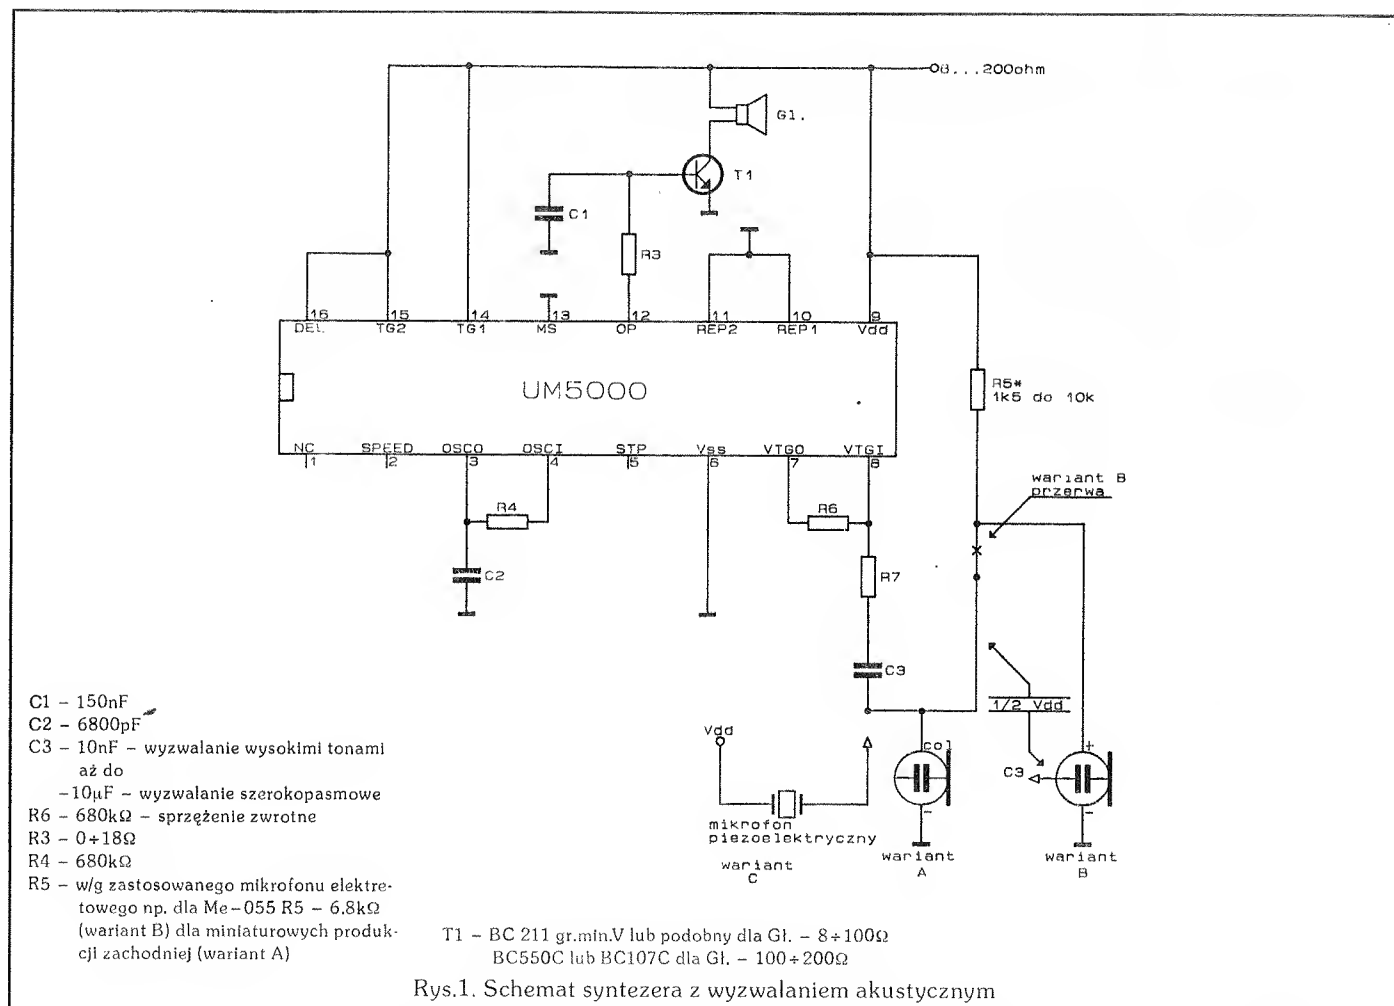 8...200ohm
Gl.
T1
C1
R3
16 15 14 13 12 11 10 9
DEL TG2 TG1 MS OP REP2 REP1 Vdd
UM5000
R5*
1k5 do 10k
NC SPEED OSCO OSCI STP Vss VTGO VTGI
1 2 3 4 5 6 7 8
wariant B
przerwa
R4
R6
C2
R7
C3
1/2 Vdd
Vdd
col
+
C3
-
-
mikrofon
piezoelektryczny
wariant
C
wariant
A
wariant
B
C1 – 150nF
C2 – 6800pF
C3 – 10nF – wyzwalanie wysokimi tonami
aż do
–10µF – wyzwalanie szerokopasmowe
R6 – 680kΩ – sprzężenie zwrotne
R3 – 0÷18Ω
R4 – 680kΩ
R5 – w/g zastosowanego mikrofonu elektre-
towego np. dla Me–055 R5 – 6.8kΩ
(wariant B) dla miniaturowych produk-
cji zachodniej (wariant A)
T1 – BC 211 gr.min.V lub podobny dla Gł. – 8÷100Ω
BC550C lub BC107C dla Gł. – 100÷200Ω
Rys.1. Schemat syntezera z wyzwalaniem akustycznym